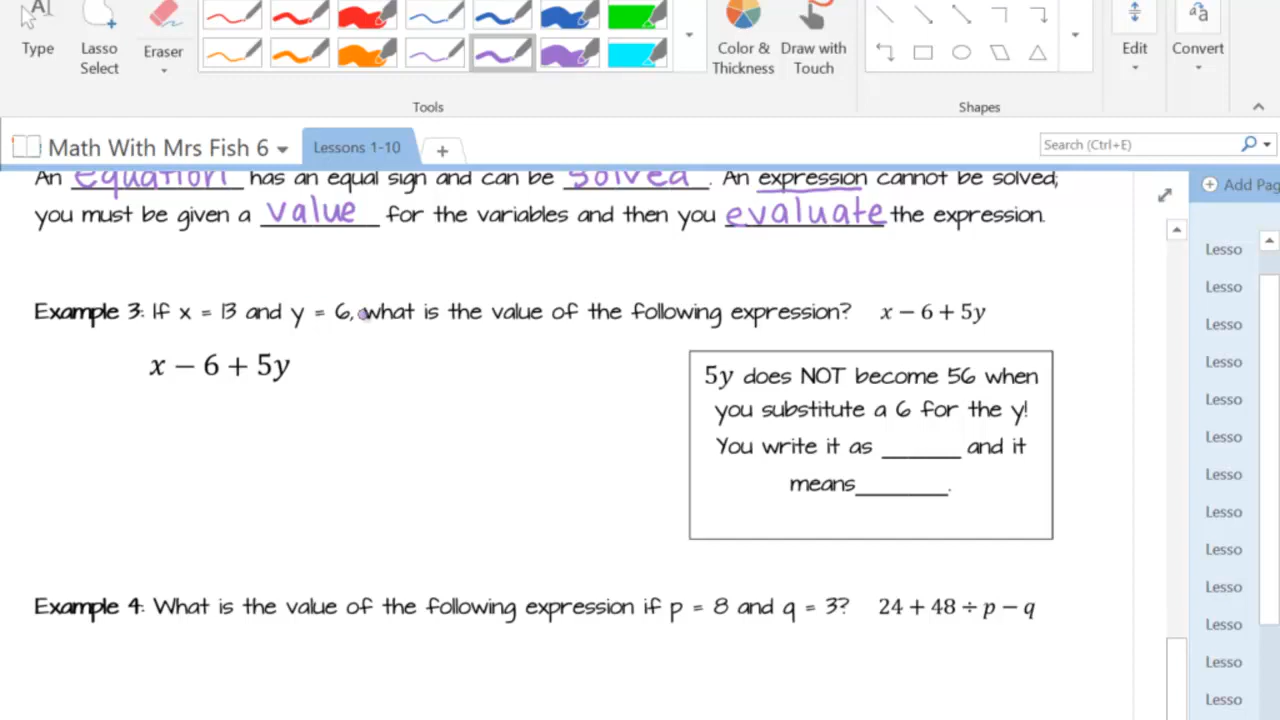 Type
Lasso Select
Eraser
Color & Thickness
Draw with Touch
Edit
Convert
Tools
Shapes
Math With Mrs Fish 6
Lessons 1-10
+
Search (Ctrl+E)
An equation has an equal sign and can be solved. An expression cannot be solved;
you must be given a value for the variables and then you evaluate the expression.
Add Pag
Example 3: If x = 13 and y = 6, what is the value of the following expression? x − 6 + 5y
x − 6 + 5y
5y does NOT become 56 when
you substitute a 6 for the y!
You write it as ______ and it
means_______.
Example 4: What is the value of the following expression if p = 8 and q = 3? 24 + 48 ÷ p − q
Lesso
Lesso
Lesso
Lesso
Lesso
Lesso
Lesso
Lesso
Lesso
Lesso
Lesso
Lesso
Lesso